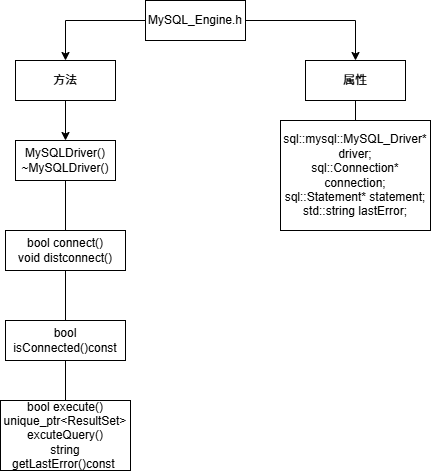 MySQL_Engine.h
方法
属性
MySQLDriver()
~MySQLDriver()
sql::mysql::MySQL_Driver*
driver;
sql::Connection*
connection;
sql::Statement* statement;
std::string lastError;
bool connect()
void distconnect()
bool
isConnected()const
bool execute()
unique_ptr<ResultSet>
excuteQuery()
string
getLastError()const